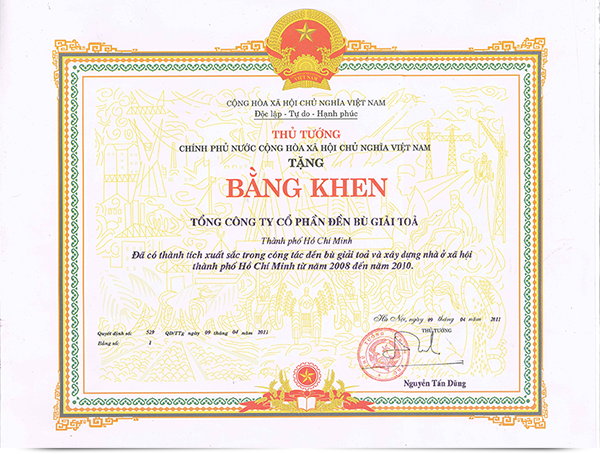 VIỆT NAM
CỘNG HÒA XÃ HỘI CHỦ NGHĨA VIỆT NAM
Độc lập - Tự do - Hạnh phúc
THỦ TƯỚNG
CHÍNH PHỦ NƯỚC CỘNG HÒA XÃ HỘI CHỦ NGHĨA VIỆT NAM
TẶNG
BẰNG KHEN
TỔNG CÔNG TY CỔ PHẦN ĐỀN BÙ GIẢI TOẢ
Thành phố Hồ Chí Minh
Đã có thành tích xuất sắc trong công tác đền bù giải toả và xây dựng nhà ở xã hội
thành phố Hồ Chí Minh từ năm 2008 đến năm 2010.
Hà Nội, ngày 09 tháng 04 năm 2011
THỦ TƯỚNG
Quyết định số: 529 QĐ/TTg ngày 09 tháng 04 năm 2011
Bảng số: 1
Nguyễn Tấn Dũng